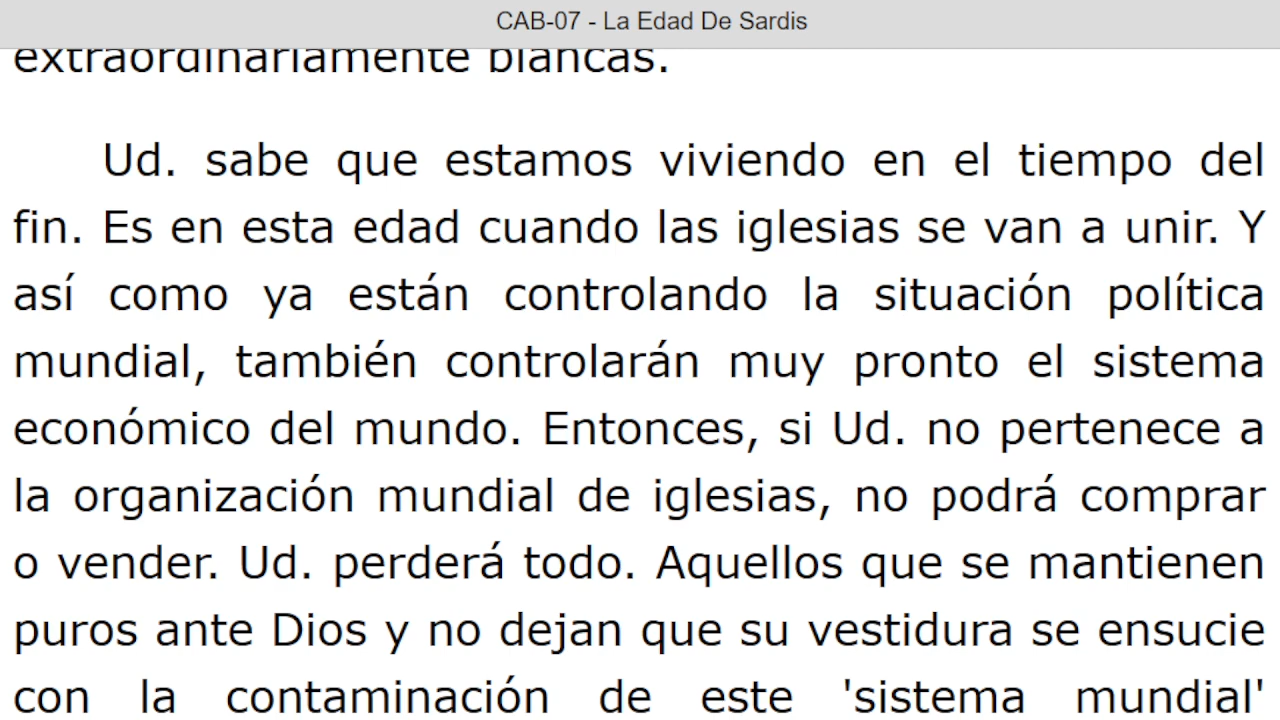 CAB-07 - La Edad De Sardis
extraordinariamente blancas.
Ud. sabe que estamos viviendo en el tiempo del
fin. Es en esta edad cuando las iglesias se van a unir. Y
así como ya están controlando la situación política
mundial, también controlarán muy pronto el sistema
económico del mundo. Entonces, si Ud. no pertenece a
la organización mundial de iglesias, no podrá comprar
o vender. Ud. perderá todo. Aquellos que se mantienen
puros ante Dios y no dejan que su vestidura se ensucie
con la contaminación de este 'sistema mundial'